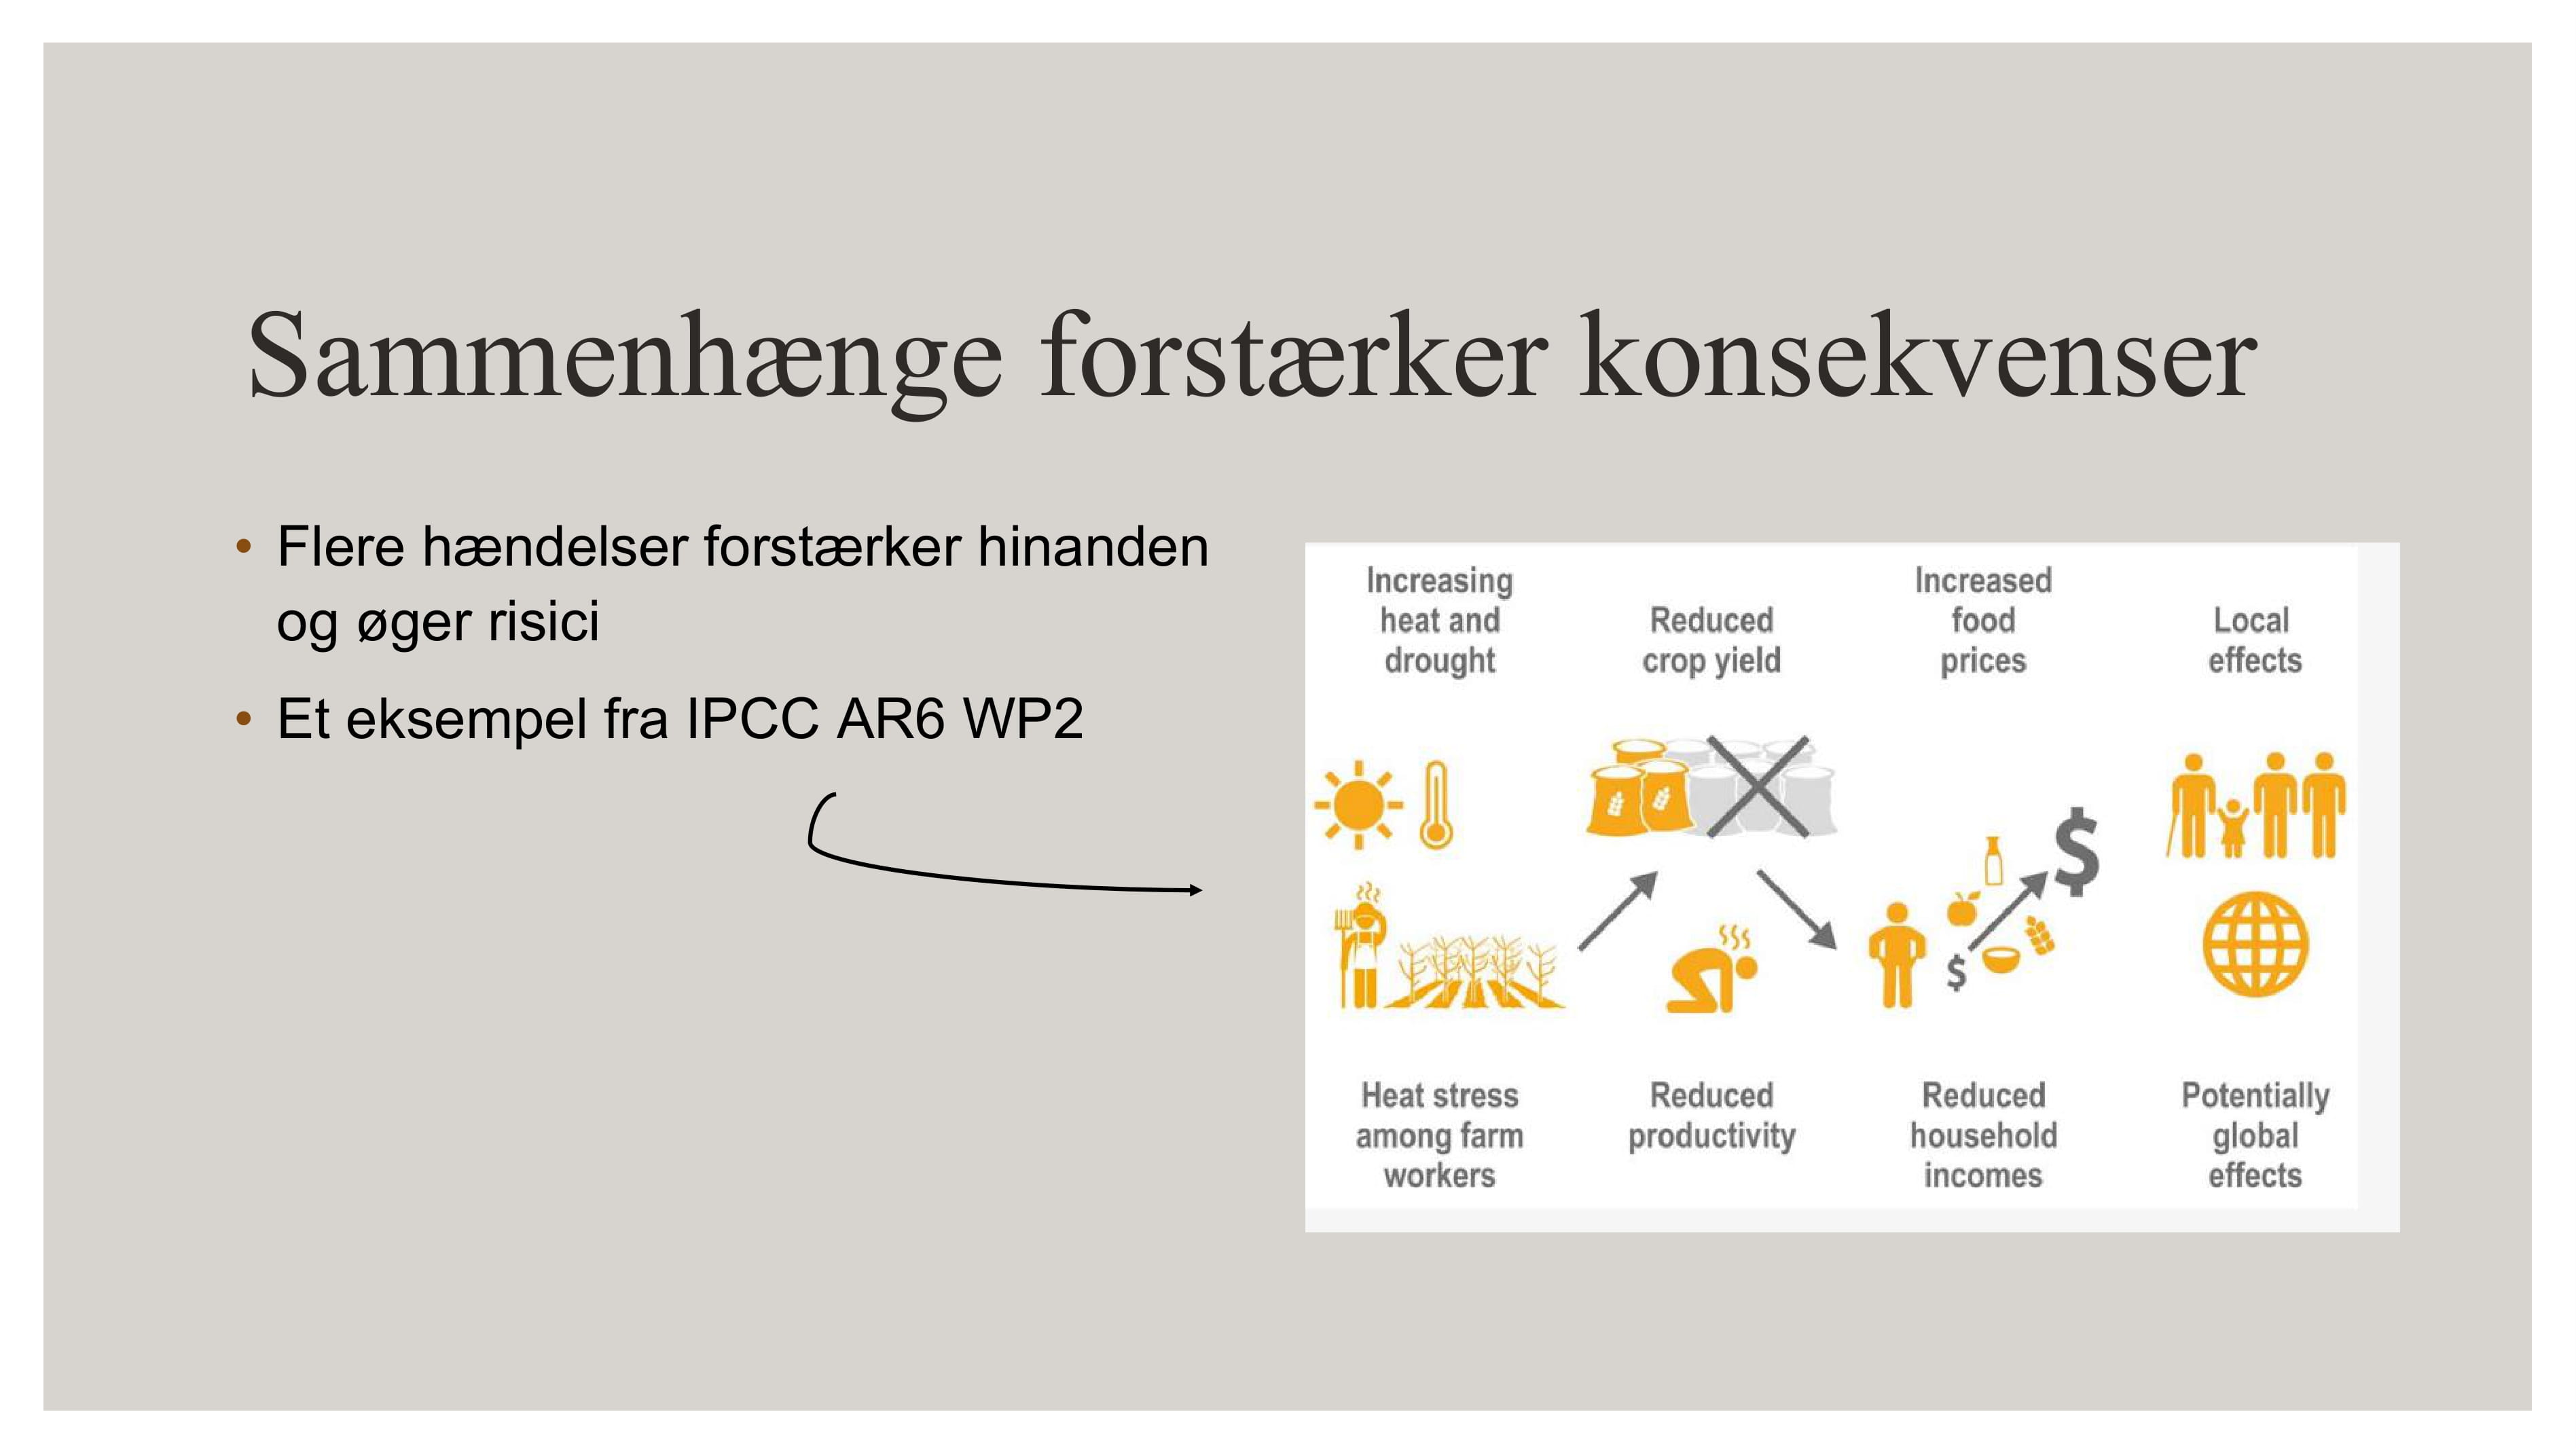 Sammenhænge forstærker konsekvenser
• Flere hændelser forstærker hinanden
og øger risici
• Et eksempel fra IPCC AR6 WP2
Increasing
heat and
drought
Reduced
crop yield
Increased
food
prices
Local
effects
$
$
Heat stress
among farm
workers
Reduced
productivity
Reduced
household
incomes
Potentially
global
effects